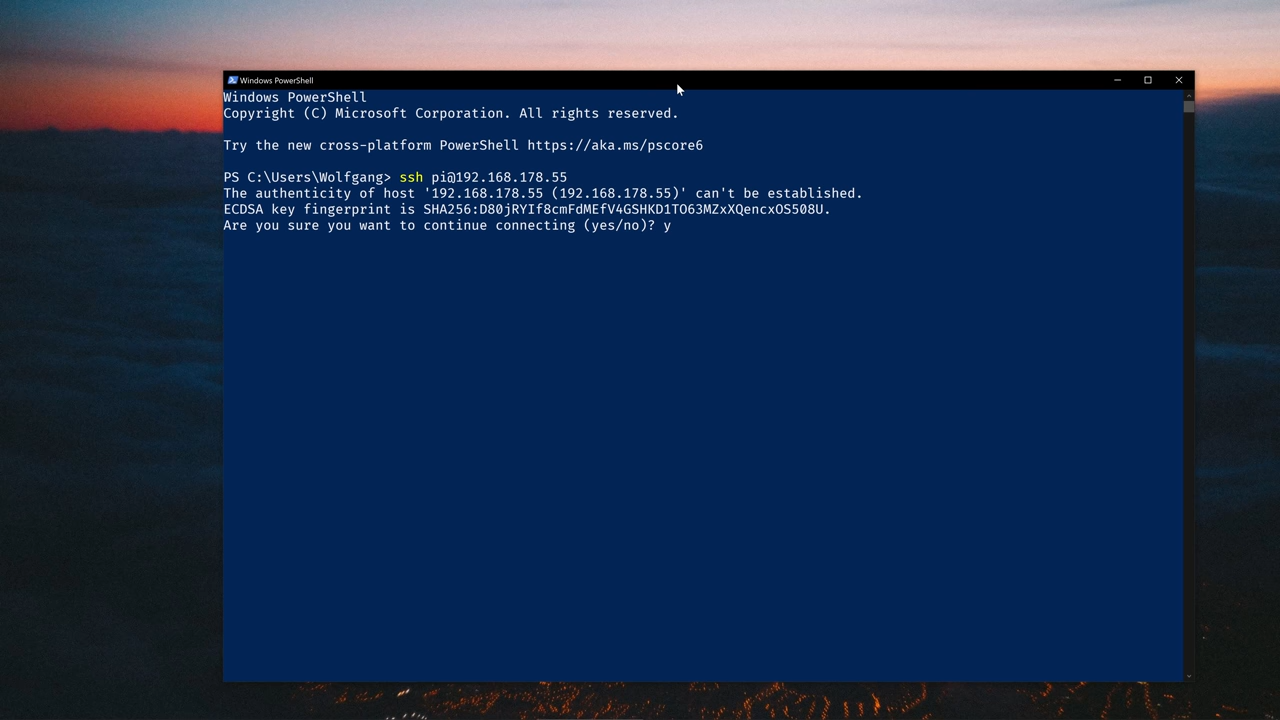 Windows PowerShell
Windows PowerShell
Copyright (C) Microsoft Corporation. All rights reserved.
Try the new cross-platform PowerShell https://aka.ms/pscore6
PS C:\Users\Wolfgang> ssh pi@192.168.178.55
The authenticity of host '192.168.178.55 (192.168.178.55)' can't be established.
ECDSA key fingerprint is SHA256:D80jRYIf8cmFdMEfV4GSHKD1TO63MZxXQencxOS508U.
Are you sure you want to continue connecting (yes/no)? y